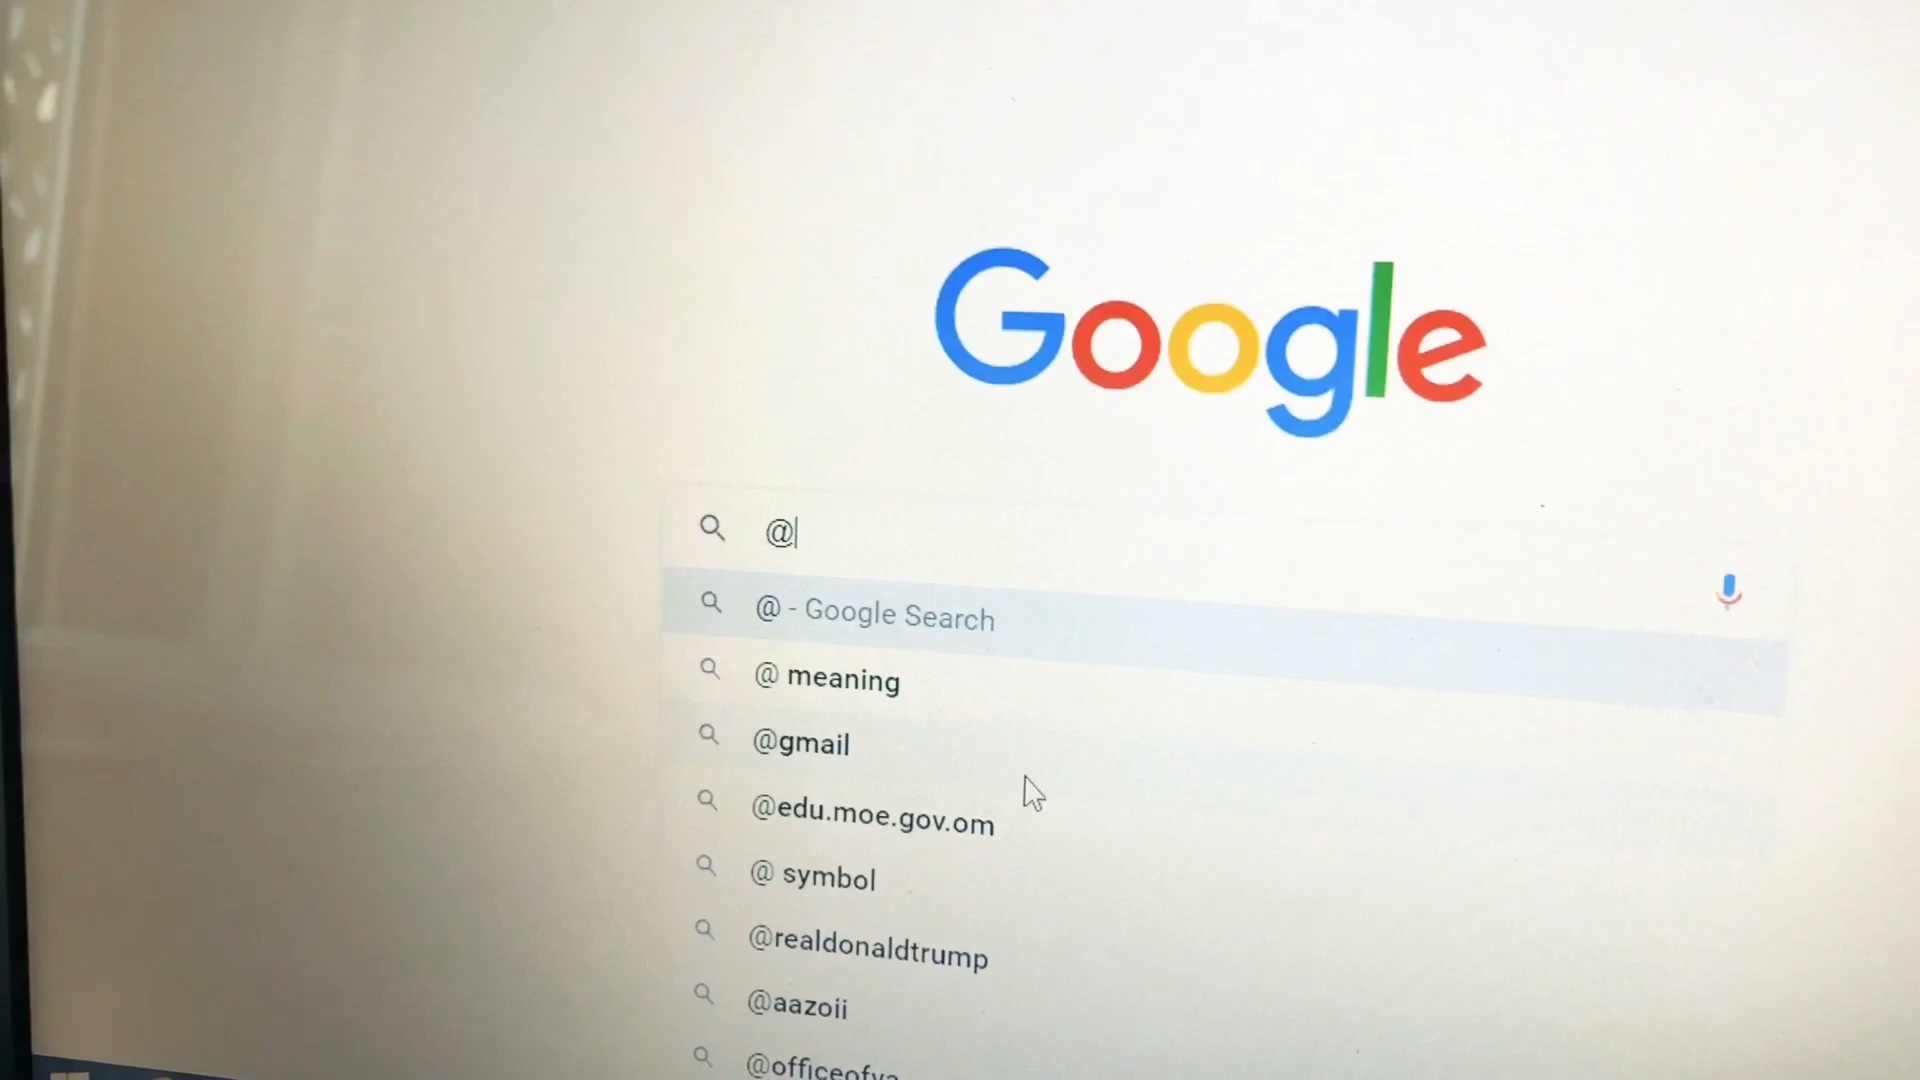 Google
@
@ - Google Search
@ meaning
@gmail
@edu.moe.gov.om
@ symbol
@realdonaldtrump
@aazoii